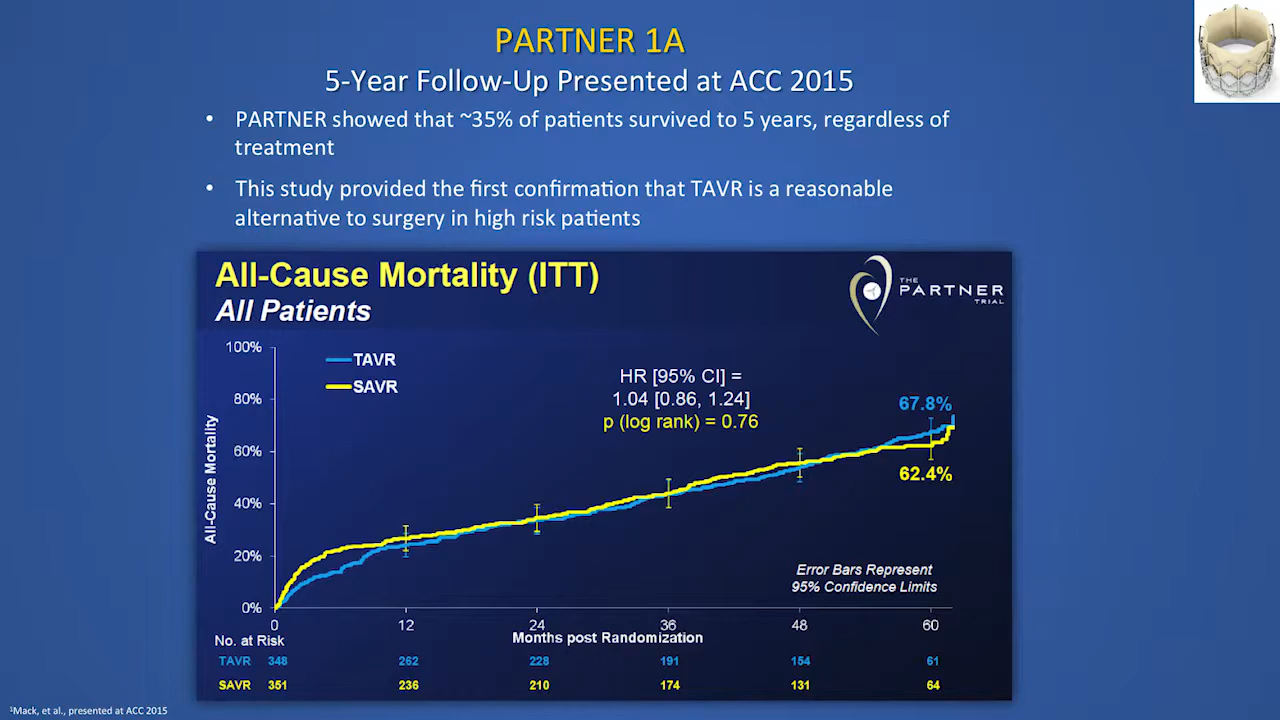 PARTNER 1A
5-Year Follow-Up Presented at ACC 2015
• PARTNER showed that ~35% of patients survived to 5 years, regardless of
treatment
• This study provided the first confirmation that TAVR is a reasonable
alternative to surgery in high risk patients
All-Cause Mortality (ITT)
All Patients
THE
PARTNER
TRIAL
TAVR
SAVR
HR [95% CI] =
1.04 [0.86, 1.24]
p (log rank) = 0.76
All-Cause Mortality
100%
80%
60%
40%
20%
0%
67.8%
62.4%
Error Bars Represent
95% Confidence Limits
0 12 24 36 48 60
Months post Randomization
No. at Risk
TAVR 348 262 228 191 154 61
SAVR 351 236 210 174 131 64
1Mack, et al., presented at ACC 2015